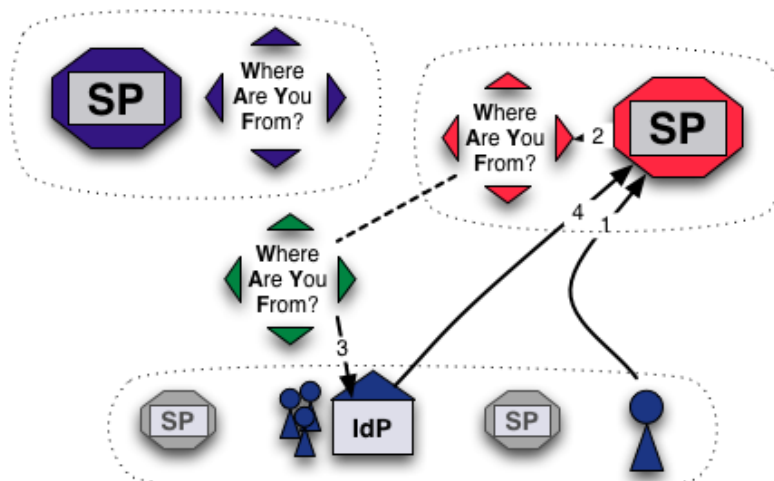 SP
Where
Are You
From?
Where
Are You
From?
2
SP
4
1
Where
Are You
From?
3
SP
IdP
SP